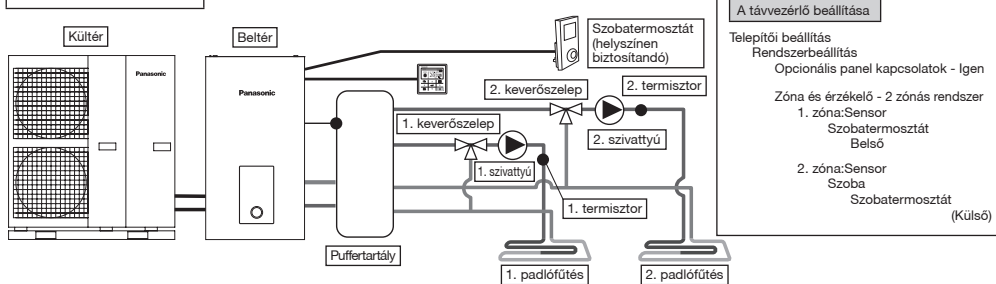 Kültér
Panasonic
Beltér
Panasonic
Szobatermosztát
(helyszínen
biztosítandó)
2. keverőszelep
2. termisztor
1. keverőszelep
2. szivattyú
1. szivattyú
1. termisztor
Puffertartály
1. padlófűtés
2. padlófűtés
A távvezérlő beállítása
Telepítői beállítás
Rendszerbeállítás
Opcionális panel kapcsolatok - Igen
Zóna és érzékelő - 2 zónás rendszer
1. zóna:Sensor
Szobatermosztát
Belső
2. zóna:Sensor
Szoba
Szobatermosztát
(Külső)